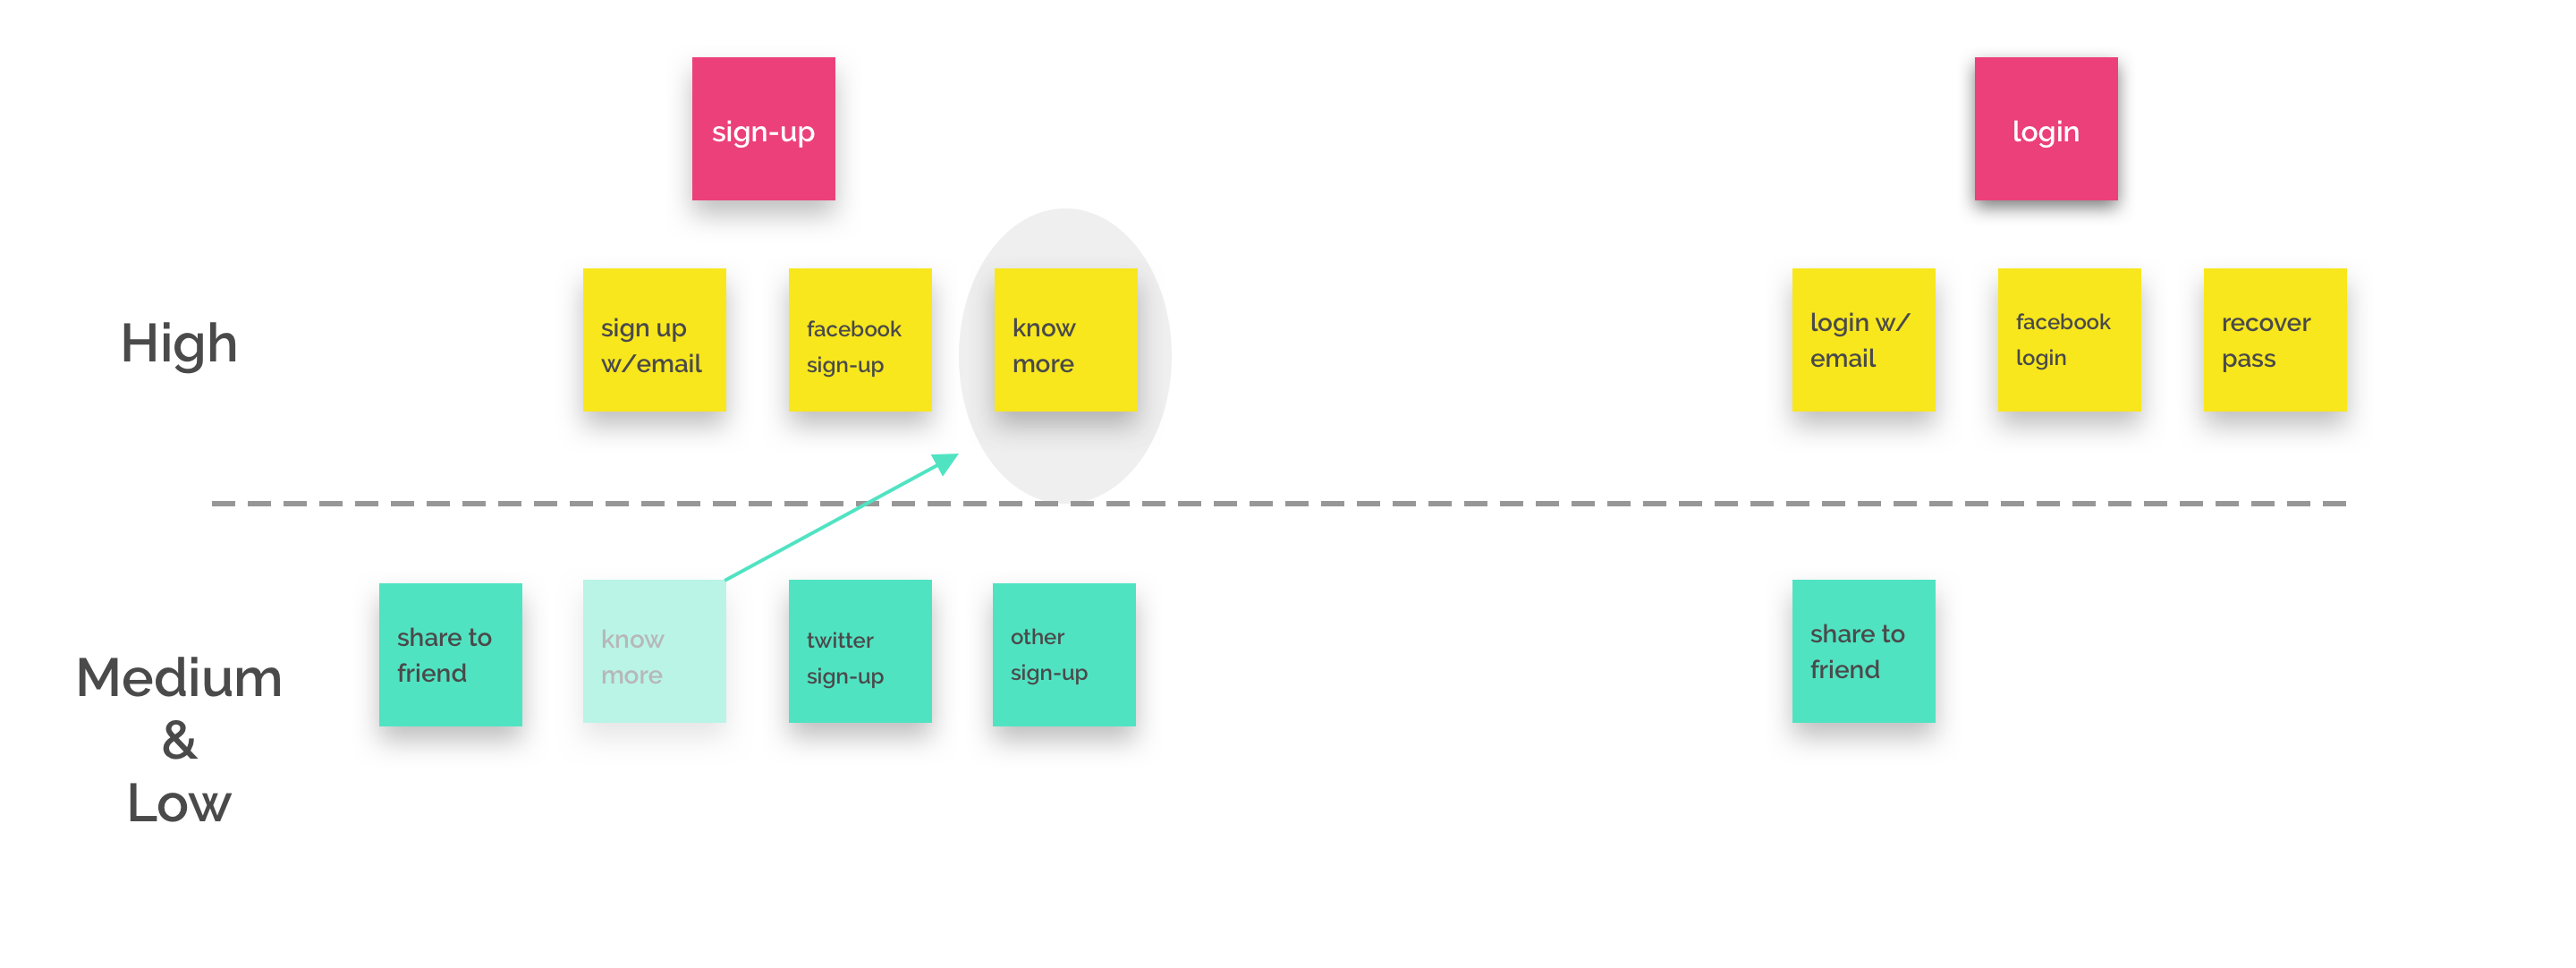 sign-up
login
High
sign up
w/email
facebook
sign-up
know
more
login w/
email
facebook
login
recover
pass
Medium
&
Low
share to
friend
know
more
twitter
sign-up
other
sign-up
share to
friend